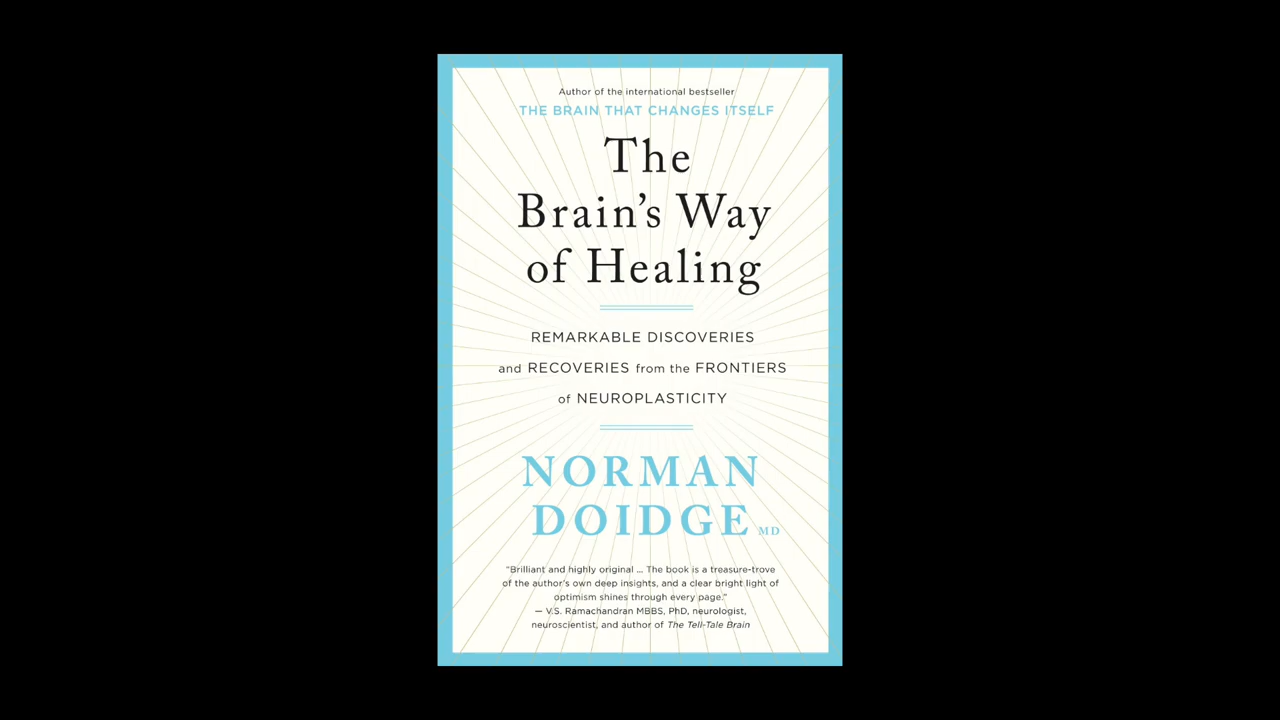 Author of the international bestseller
THE BRAIN THAT CHANGES ITSELF
The
Brain’s Way
of Healing
REMARKABLE DISCOVERIES
and RECOVERIES from the FRONTIERS
of NEUROPLASTICITY
NORMAN
DOIDGE MD
“Brilliant and highly original ... The book is a treasure-trove
of the author's own deep insights, and a clear bright light of
optimism shines through every page.”
— V.S. Ramachandran MBBS, PhD, neurologist,
neuroscientist, and author of The Tell-Tale Brain